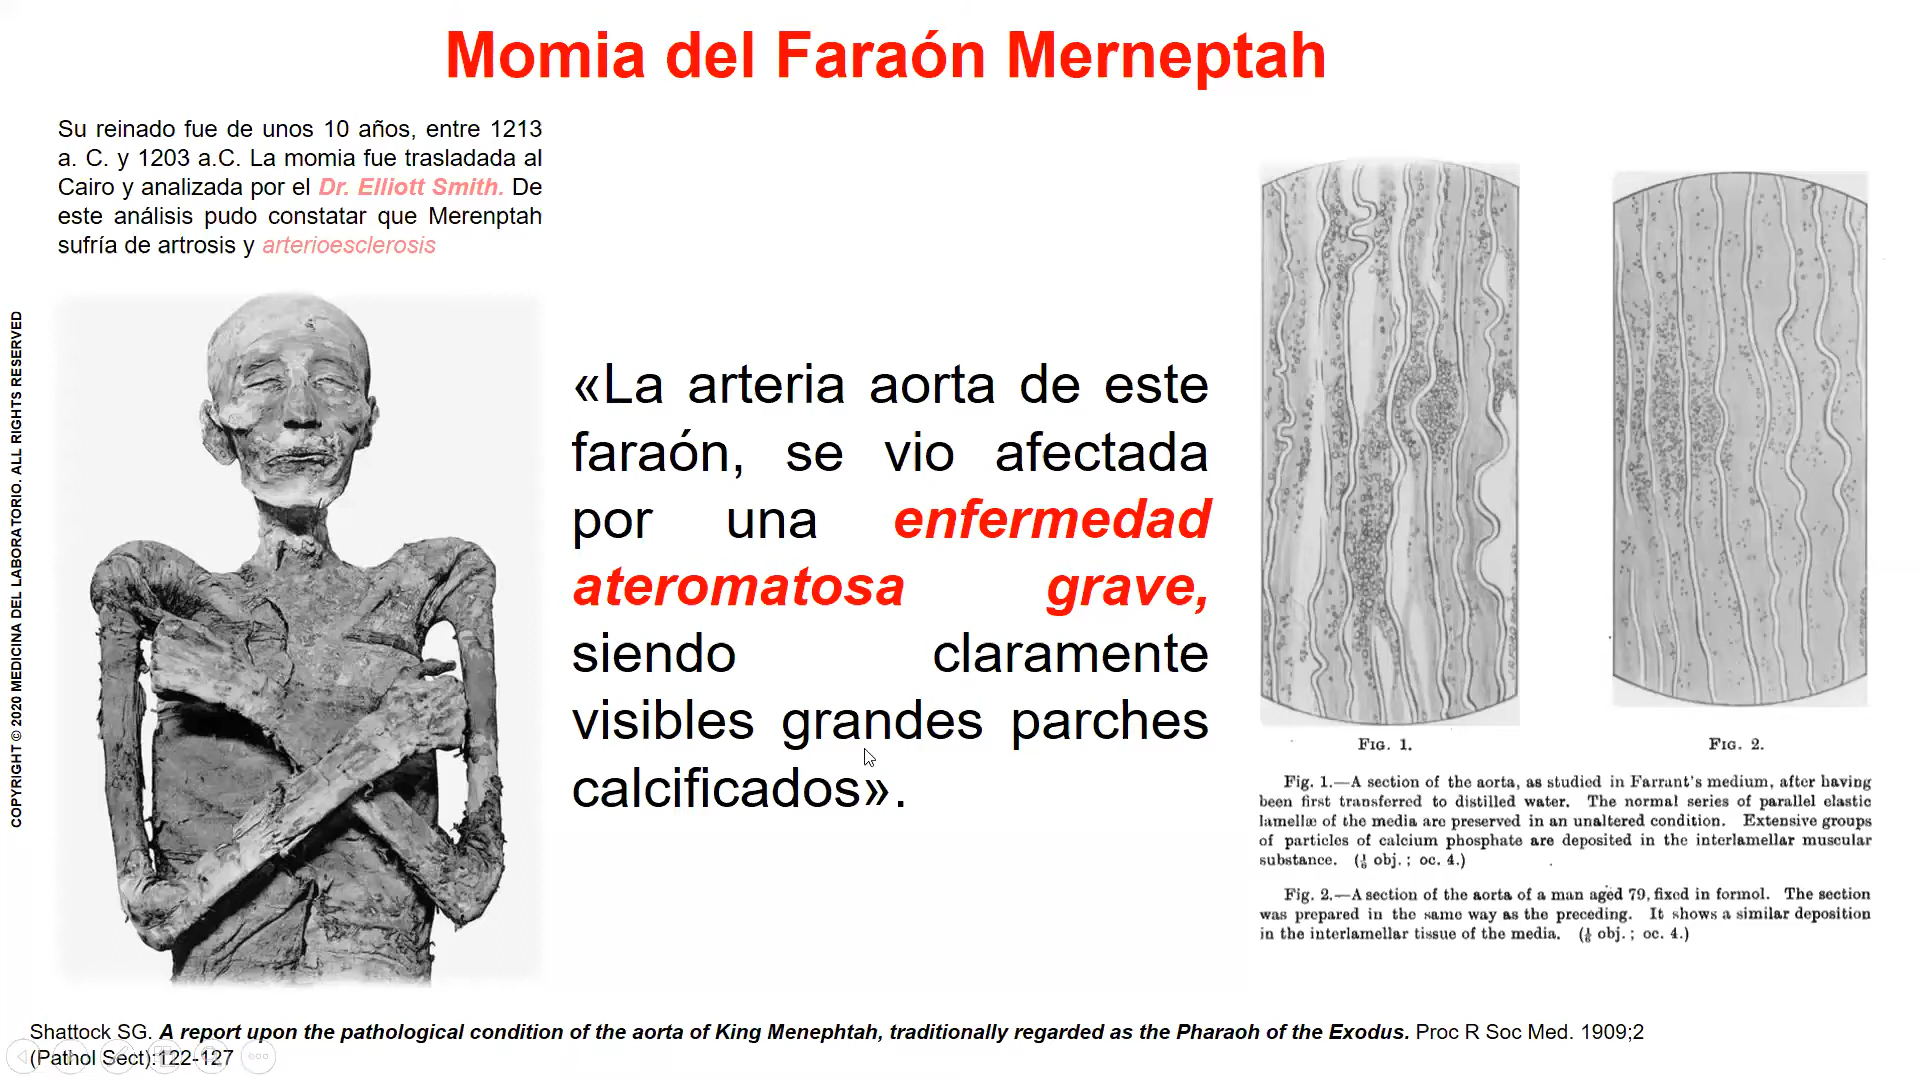 Momia del Faraón Merneptah
Su reinado fue de unos 10 años, entre 1213
a. C. y 1203 a.C. La momia fue trasladada al
Cairo y analizada por el Dr. Elliott Smith. De
este análisis pudo constatar que Merenptah
sufría de artrosis y arterioesclerosis
COPYRIGHT © 2020 MEDICINA DEL LABORATORIO. ALL RIGHTS RESERVED
«La arteria aorta de este
faraón, se vio afectada
por una enfermedad
ateromatosa grave,
siendo claramente
visibles grandes parches
calcificados».
FIG. 1.
FIG. 2.
Fig. 1.—A section of the aorta, as studied in Farrant's medium, after having
been first transferred to distilled water. The normal series of parallel elastic
lamellæ of the media are preserved in an unaltered condition. Extensive groups
of particles of calcium phosphate are deposited in the interlamellar muscular
substance. (obj.; oc. 4.)
Fig. 2.—A section of the aorta of a man aged 79, fixed in formol. The section
was prepared in the same way as the preceding. It shows a similar deposition
in the interlamellar tissue of the media. (obj.; oc. 4.)
Shattock SG. A report upon the pathological condition of the aorta of King Menephtah, traditionally regarded as the Pharaoh of the Exodus. Proc R Soc Med. 1909;2
(Pathol Sect):122-127